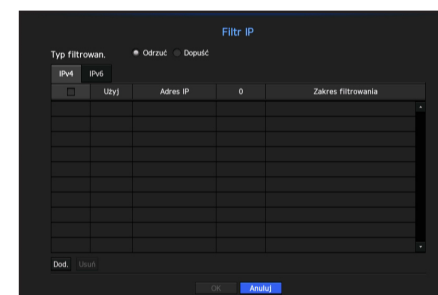 Filtr IP
Typ filtrowan. Odrzuć Dopuść
IPv4 IPv6
Użyj Adres IP 0 Zakres filtrowania
Dod. Usuń
OK Anuluj